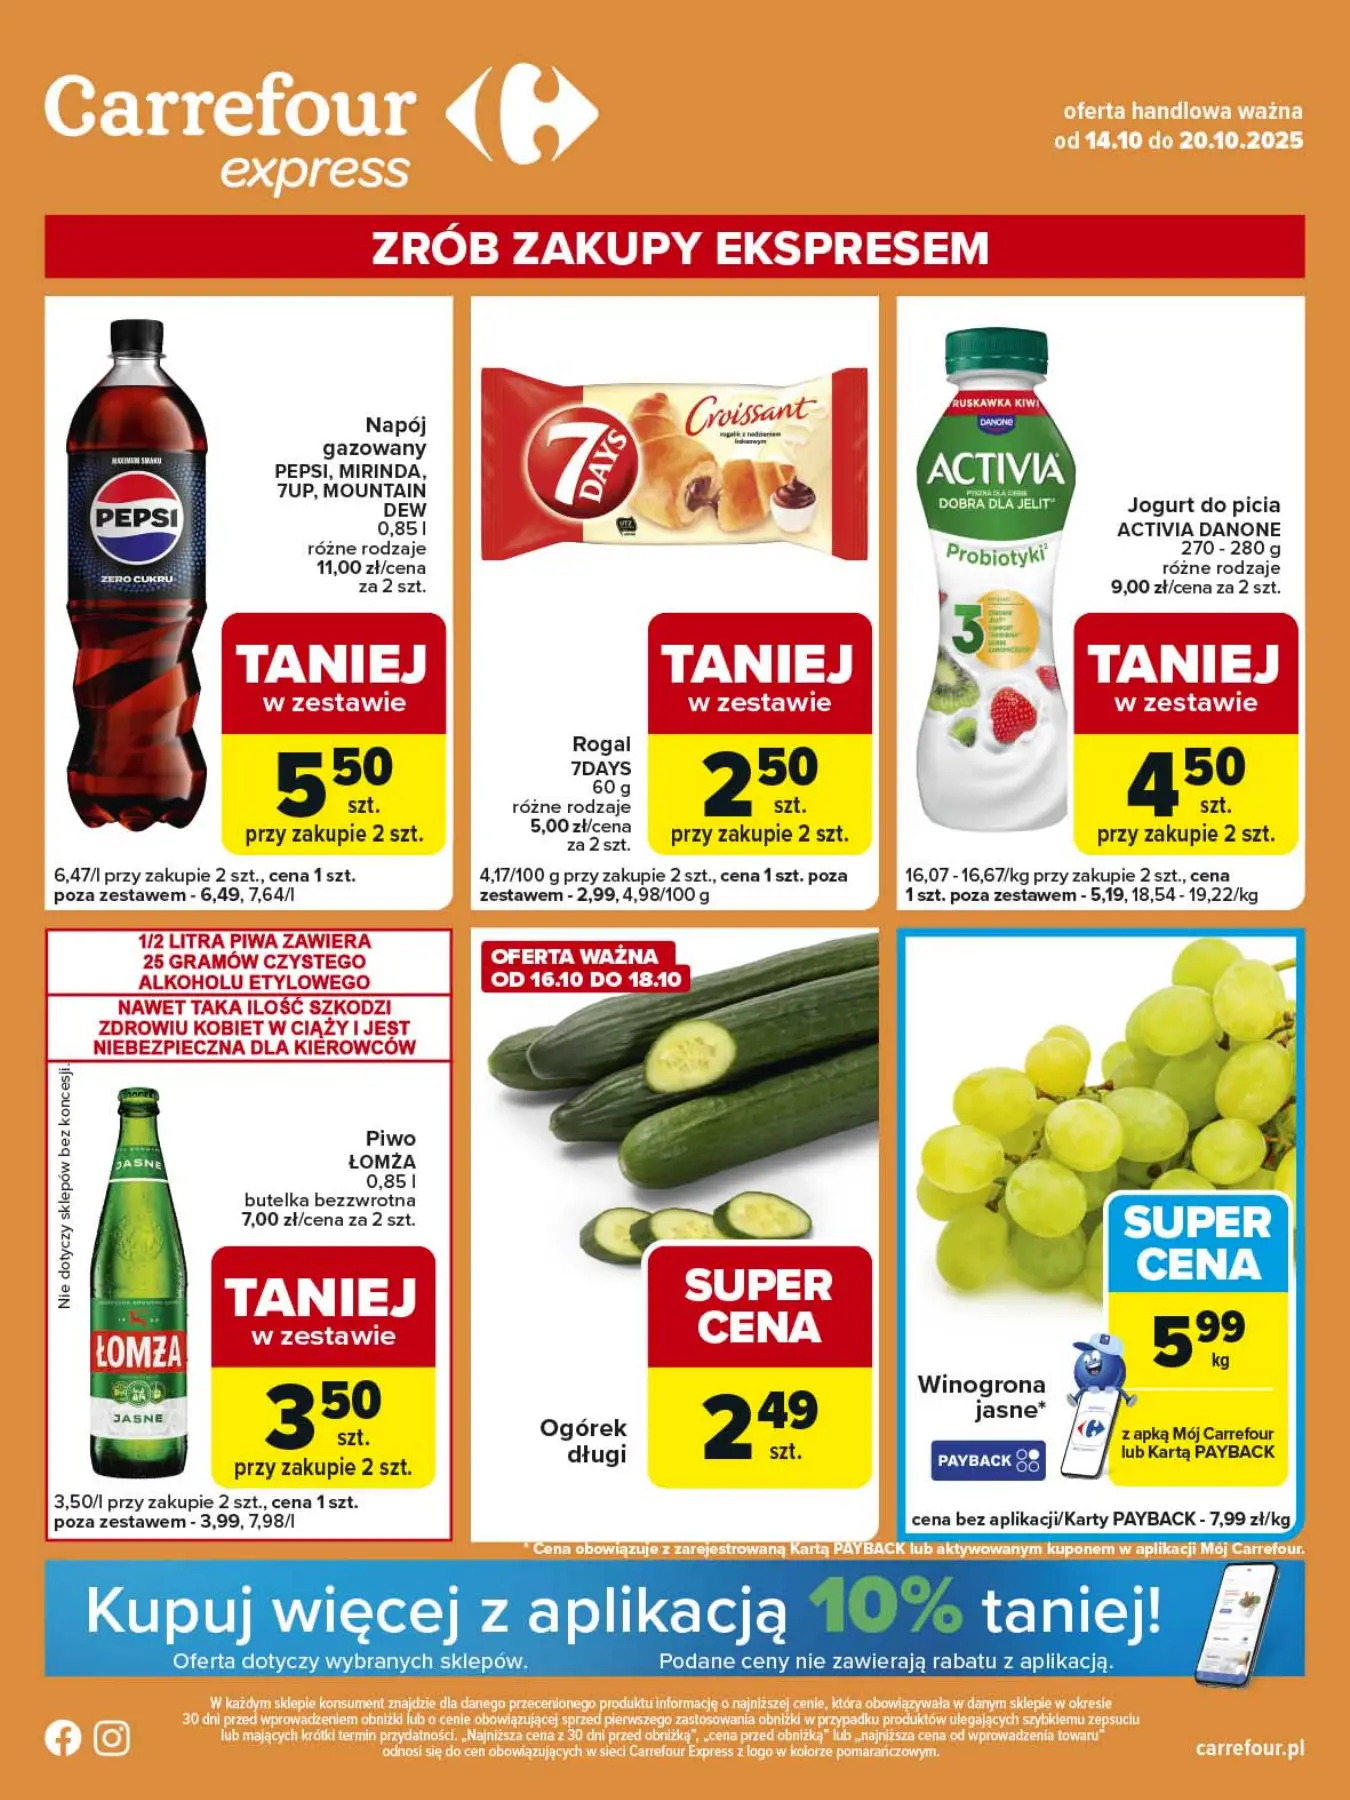 Carrefour
express
oferta handlowa ważna
od 14.10 do 20.10.2025
ZRÓB ZAKUPY EKSPRESEM
MAXIMUM SMAKU
PEPSI
ZERO CUKRU
Napój
gazowany
PEPSI, MIRINDA,
7UP, MOUNTAIN
DEW
0,85 l
różne rodzaje
11,00 zł/cena
za 2 szt.
TANIEJ
w zestawie
5 50
szt.
przy zakupie 2 szt.
6,47/l przy zakupie 2 szt., cena 1 szt.
poza zestawem - 6,49, 7,64/l
7 DAYS
Croissant
rogalik z nadzieniem
kakaowym
Rogal
7DAYS
60 g
różne rodzaje
5,00 zł/cena
za 2 szt.
TANIEJ
w zestawie
2 50
szt.
przy zakupie 2 szt.
4,17/100 g przy zakupie 2 szt., cena 1 szt. poza
zestawem - 2,99, 4,98/100 g
RUSKAWKA KIWI
DANONE
ACTIVIA
PYSZNA DLA CIEBIE
DOBRA DLA JELIT
Probiotyki
3
Jogurt do picia
ACTIVIA DANONE
270 - 280 g
różne rodzaje
9,00 zł/cena za 2 szt.
TANIEJ
w zestawie
4 50
szt.
przy zakupie 2 szt.
16,07 - 16,67/kg przy zakupie 2 szt., cena
1 szt. poza zestawem - 5,19, 18,54 - 19,22/kg
1/2 LITRA PIWA ZAWIERA
25 GRAMÓW CZYSTEGO
ALKOHOLU ETYLOWEGO
NAWET TAKA ILOŚĆ SZKODZI
ZDROWIU KOBIET W CIĄŻY I JEST
NIEBEZPIECZNA DLA KIEROWCÓW
Nie dotyczy sklepów bez koncesji.
JASNE
ŁOMŻA
JASNE
Piwo
ŁOMŻA
0,85 l
butelka bezzwrotna
7,00 zł/cena za 2 szt.
TANIEJ
w zestawie
3 50
szt.
przy zakupie 2 szt.
3,50/l przy zakupie 2 szt., cena 1 szt.
poza zestawem - 3,99, 7,98/l
OFERTA WAŻNA
OD 16.10 DO 18.10
Ogórek
długi
SUPER
CENA
2 49
szt.
SUPER
CENA
5 99
kg
z apką Mój Carrefour
lub Kartą PAYBACK
Winogrona
jasne*
PAYBACK
cena bez aplikacji/Karty PAYBACK - 7,99 zł/kg
* Cena obowiązuje z zarejestrowaną Kartą PAYBACK lub aktywowanym kuponem w aplikacji Mój Carrefour.
Kupuj więcej z aplikacją 10% taniej!
Oferta dotyczy wybranych sklepów. Podane ceny nie zawierają rabatu z aplikacją.
W każdym sklepie konsument znajdzie dla danego przecenionego produktu informację o najniższej cenie, która obowiązywała w danym sklepie w okresie
30 dni przed wprowadzeniem obniżki lub o cenie obowiązującej sprzed pierwszego zastosowania obniżki w przypadku produktów ulegających szybkiemu zepsuciu
lub mających krótki termin przydatności. „Najniższa cena z 30 dni przed obniżką”, „cena przed obniżką” lub „najniższa cena od wprowadzenia towaru”
odnosi się do cen obowiązujących w sieci Carrefour Express z logo w kolorze pomarańczowym.
carrefour.pl